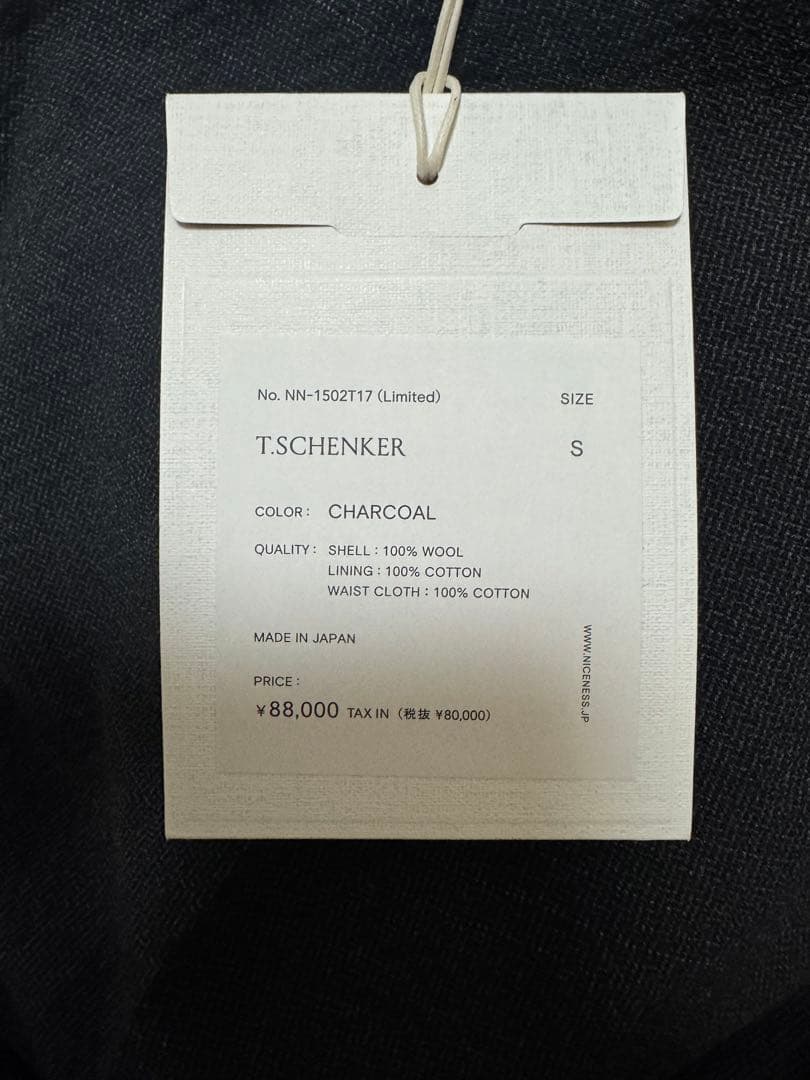 No. NN-1502T17 (Limited) SIZE
T.SCHENKER S
COLOR : CHARCOAL
QUALITY : SHELL : 100% WOOL
LINING : 100% COTTON
WAIST CLOTH : 100% COTTON
MADE IN JAPAN
PRICE :
¥88,000 TAX IN (税抜 ¥80,000)
WWW.NICENESS.JP